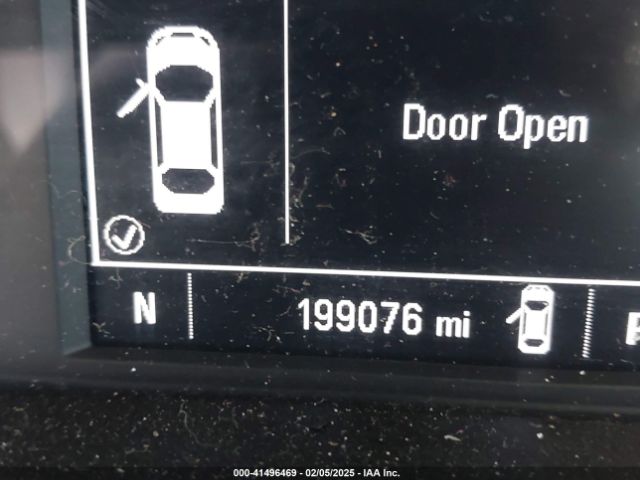 Door Open
N 199076 mi
000-41496469 - 02/05/2025 - IAA Inc.